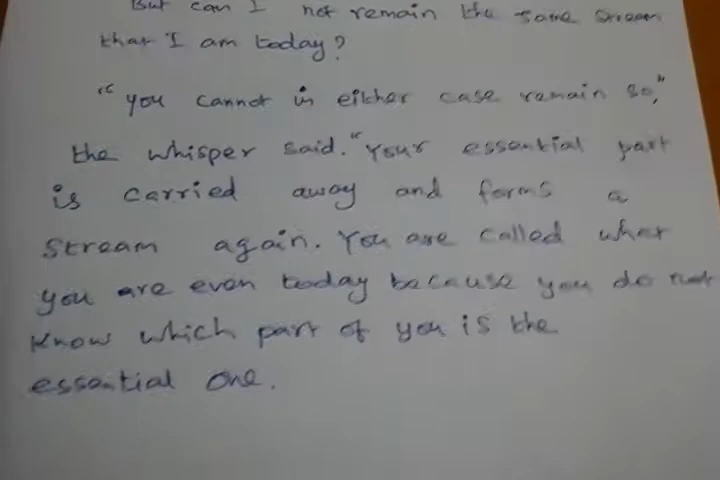 But can I not remain the same stream
that I am today?
"you cannot in either case remain so,"
the whisper said. "Your essential part
is carried away and forms a
stream again. You are called what
you are even today because you do not
know which part of you is the
essential one.